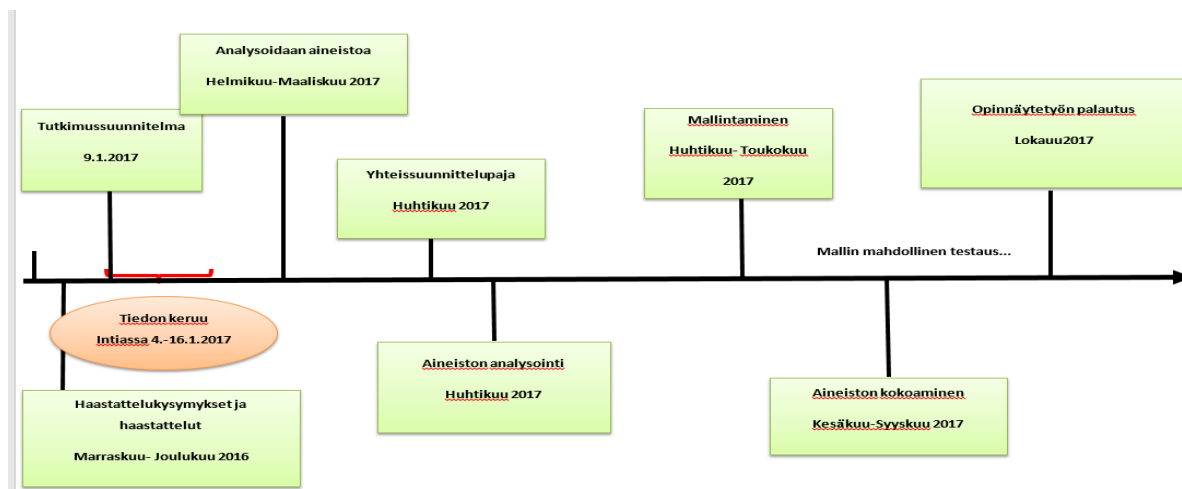 Analysoidaan aineistoa
Helmikuu-Maaliskuu 2017
Tutkimussuunnitelma
9.1.2017
Yhteissuunnittelupaja
Huhtikuu 2017
Mallintaminen
Huhtikuu- Toukokuu
2017
Opinnäytetyön palautus
Lokauu2017
Mallin mahdollinen testaus...
Tiedon keruu
Intiassa 4.-16.1.2017
Haastattelukysymykset ja
haastattelut
Marraskuu- Joulukuu 2016
Aineiston analysointi
Huhtikuu 2017
Aineiston kokoaminen
Kesäkuu-Syyskuu 2017